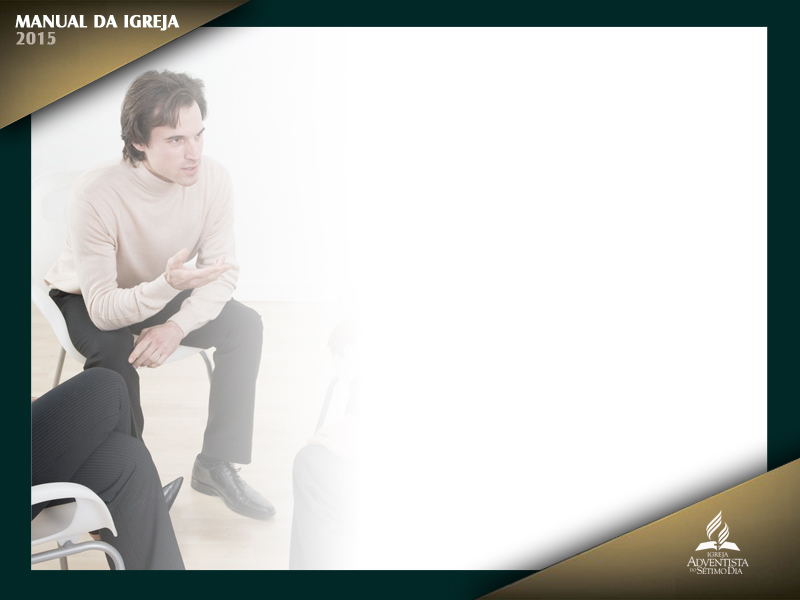 MANUAL DA IGREJA
2015
IGREJA
ADVENTISTA
DO SÉTIMO DIA